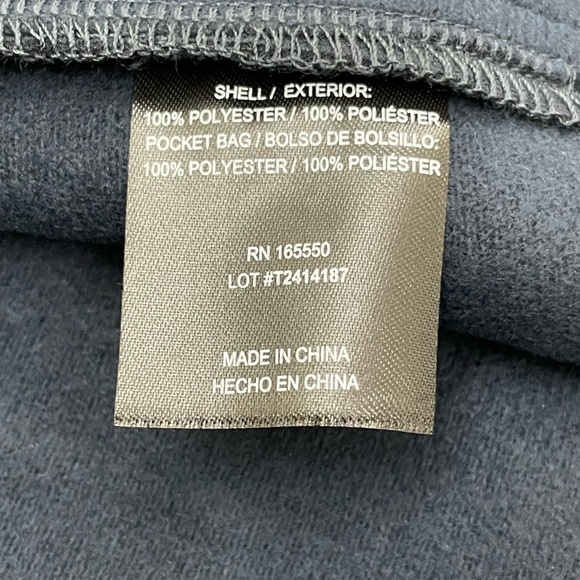 SHELL / EXTERIOR:
100% POLYESTER / 100% POLIÉSTER
POCKET BAG / BOLSO DE BOLSILLO:
100% POLYESTER / 100% POLIÉSTER
RN 165550
LOT #T2414187
MADE IN CHINA
HECHO EN CHINA